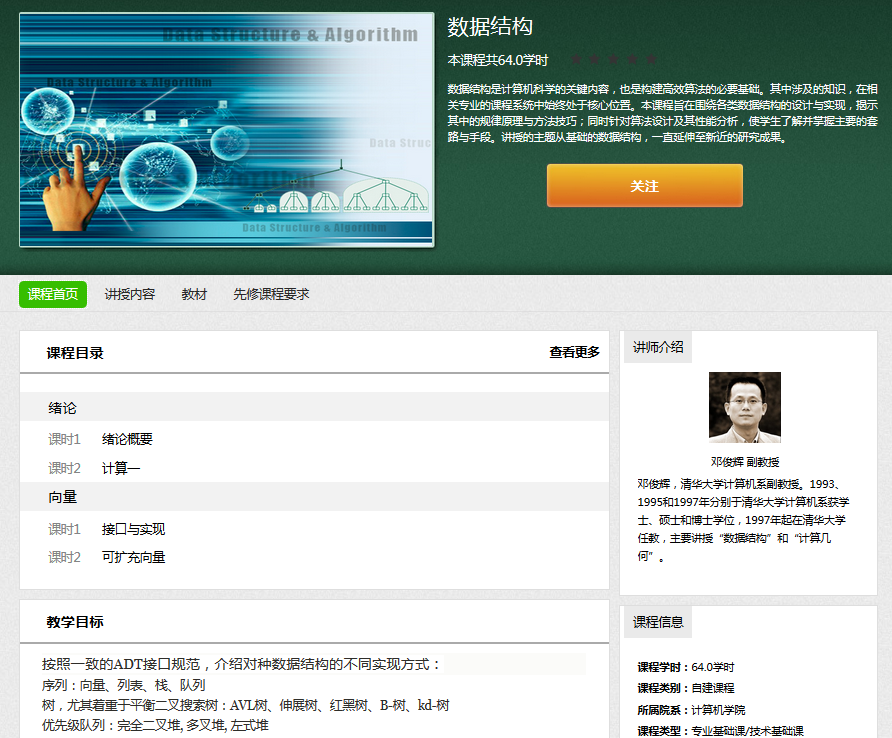 Data Structure & Algorithm
Data Structure & Algorithm
Data Struc
Data Structure & Algorithm
数据结构
本课程共64.0学时
数据结构是计算机科学的关键内容，也是构建高效算法的必要基础。其中涉及的知识，在相
关专业的课程系统中始终处于核心位置。本课程旨在围绕各类数据结构的设计与实现，揭示
其中的规律原理与方法技巧；同时针对算法设计及其性能分析，使学生了解并掌握主要的套
路与手段。讲授的主题从基础的数据结构，一直延伸至新近的研究成果。
关注
课程首页 讲授内容 教材 先修课程要求
课程目录 查看更多
绪论
课时1 绪论概要
课时2 计算一
向量
课时1 接口与实现
课时2 可扩充向量
教学目标
按照一致的ADT接口规范，介绍对种数据结构的不同实现方式：
序列：向量、列表、栈、队列
树，尤其着重于平衡二叉搜索树：AVL树、伸展树、红黑树、B-树、kd-树
优先级队列：完全二叉堆, 多叉堆, 左式堆
讲师介绍
邓俊辉 副教授
邓俊辉，清华大学计算机系副教授。1993、
1995和1997年分别于清华大学计算机系获学
士、硕士和博士学位，1997年起在清华大学
任教，主要讲授“数据结构”和“计算几
何”。
课程信息
课程学时：64.0学时
课程类别：自建课程
所属院系：计算机学院
课程类型：专业基础课/技术基础课